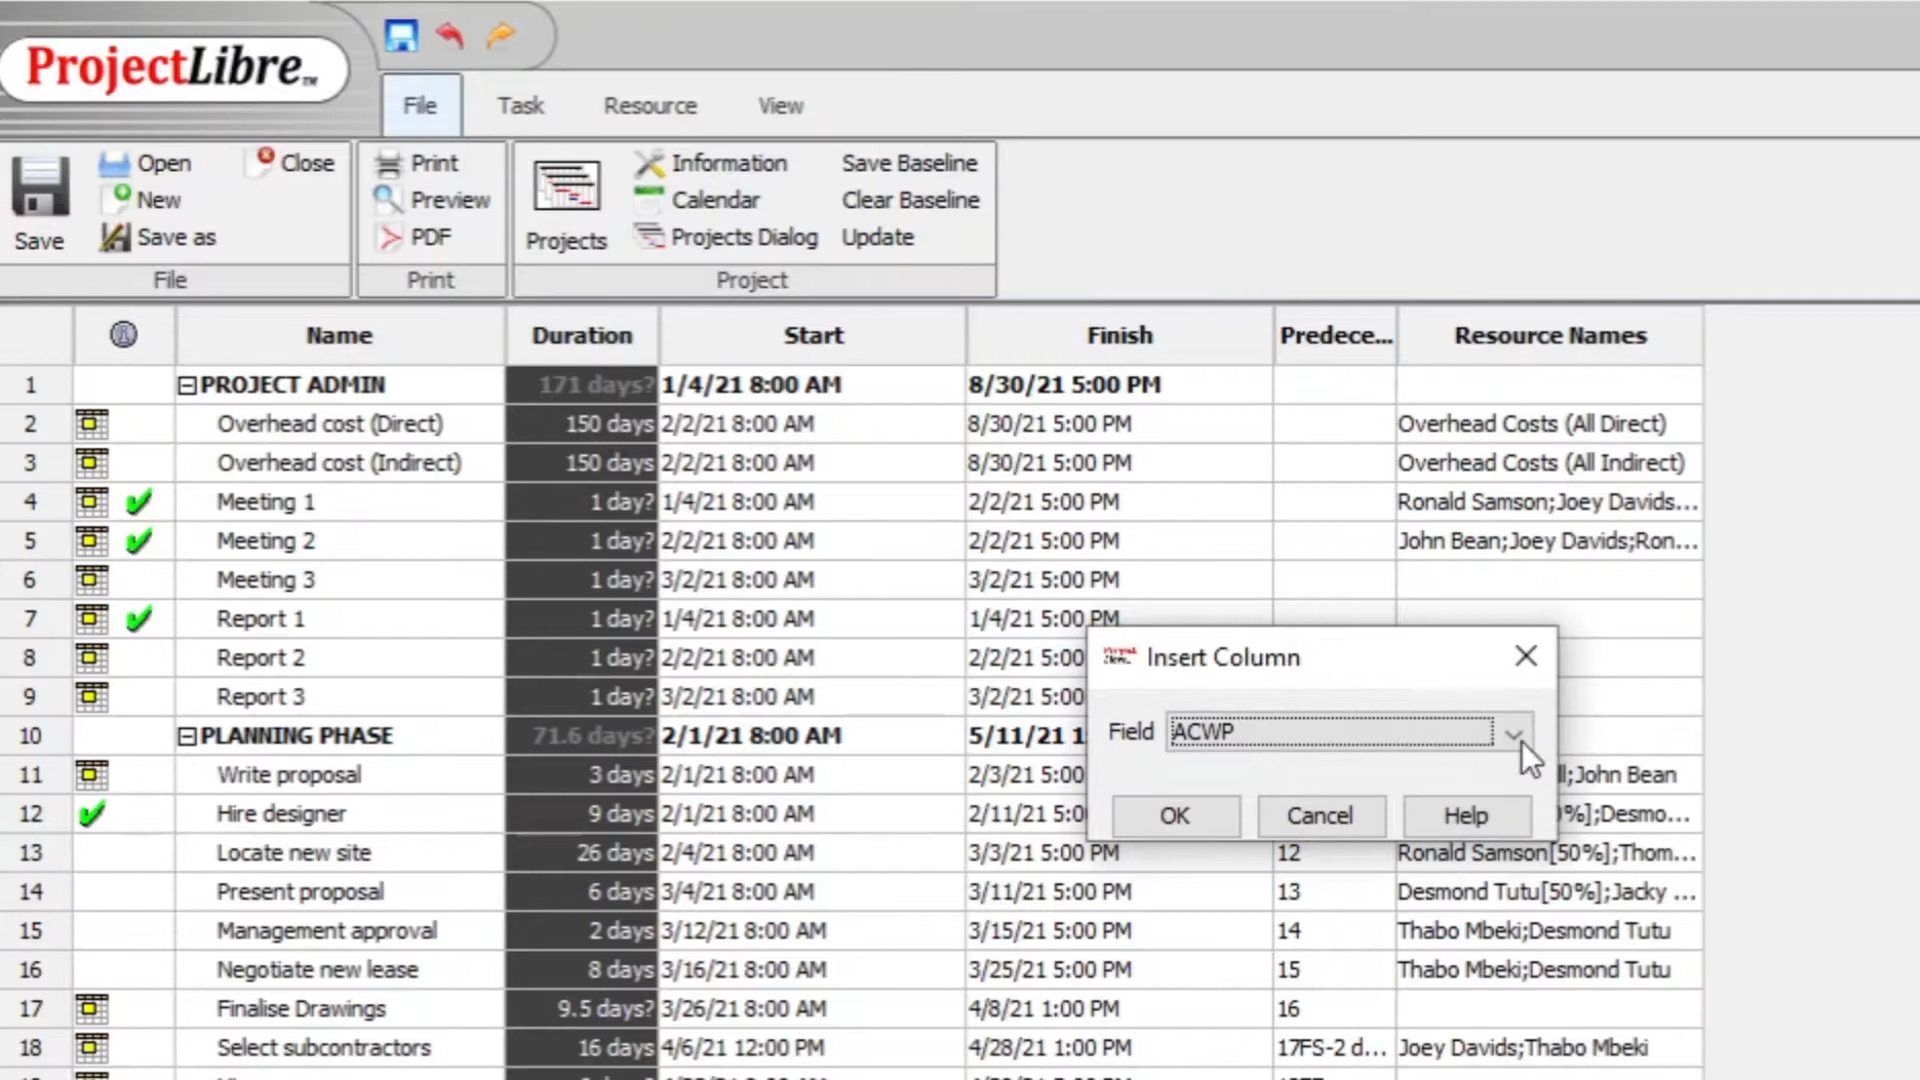 ProjectLibre™
File Task Resource View
Open Close Print Information Save Baseline
New Preview Calendar Clear Baseline
Save Save as PDF Projects Projects Dialog Update
File Print Project
Name Duration Start Finish Predece... Resource Names
1 PROJECT ADMIN 171 days? 1/4/21 8:00 AM 8/30/21 5:00 PM
2 Overhead cost (Direct) 150 days 2/2/21 8:00 AM 8/30/21 5:00 PM Overhead Costs (All Direct)
3 Overhead cost (Indirect) 150 days 2/2/21 8:00 AM 8/30/21 5:00 PM Overhead Costs (All Indirect)
4 Meeting 1 1 day? 1/4/21 8:00 AM 2/2/21 5:00 PM Ronald Samson;Joey Davids...
5 Meeting 2 1 day? 2/2/21 8:00 AM 2/2/21 5:00 PM John Bean;Joey Davids;Ron...
6 Meeting 3 1 day? 3/2/21 8:00 AM 3/2/21 5:00 PM
7 Report 1 1 day? 1/4/21 8:00 AM 1/4/21 5:00 PM
8 Report 2 1 day? 2/2/21 8:00 AM 2/2/21 5:00
9 Report 3 1 day? 3/2/21 8:00 AM 3/2/21 5:00
10 PLANNING PHASE 71.6 days? 2/1/21 8:00 AM 5/11/21 1:
11 Write proposal 3 days 2/1/21 8:00 AM 2/3/21 5:00 ll;John Bean
12 Hire designer 9 days 2/1/21 8:00 AM 2/11/21 5:0 0%];Desmo...
13 Locate new site 26 days 2/4/21 8:00 AM 3/3/21 5:00 PM 12 Ronald Samson[50%];Thom...
14 Present proposal 6 days 3/4/21 8:00 AM 3/11/21 5:00 PM 13 Desmond Tutu[50%];Jacky ...
15 Management approval 2 days 3/12/21 8:00 AM 3/15/21 5:00 PM 14 Thabo Mbeki;Desmond Tutu
16 Negotiate new lease 8 days 3/16/21 8:00 AM 3/25/21 5:00 PM 15 Thabo Mbeki;Desmond Tutu
17 Finalise Drawings 9.5 days? 3/26/21 8:00 AM 4/8/21 1:00 PM 16
18 Select subcontractors 16 days 4/6/21 12:00 PM 4/28/21 1:00 PM 17FS-2 d... Joey Davids;Thabo Mbeki
Insert Column
Field ACWP
OK Cancel Help